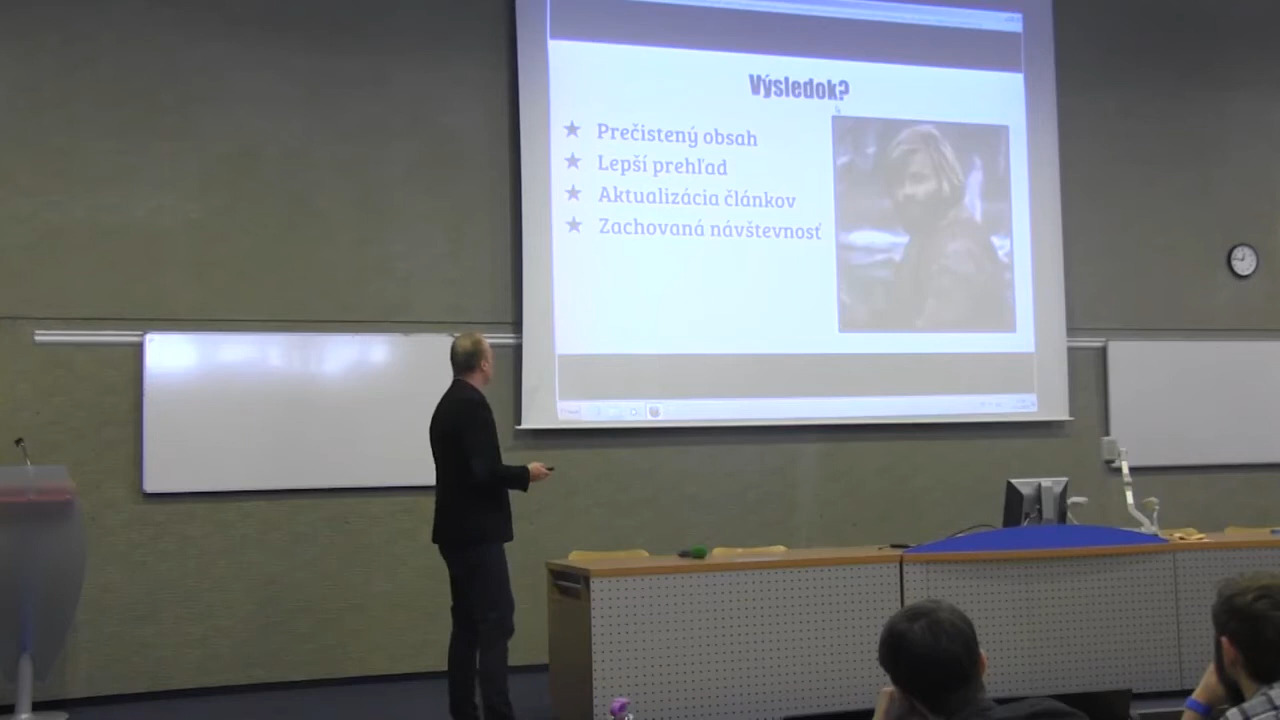 Výsledok?
Prečistený obsah
Lepší prehľad
Aktualizácia článkov
Zachovaná návštevnosť